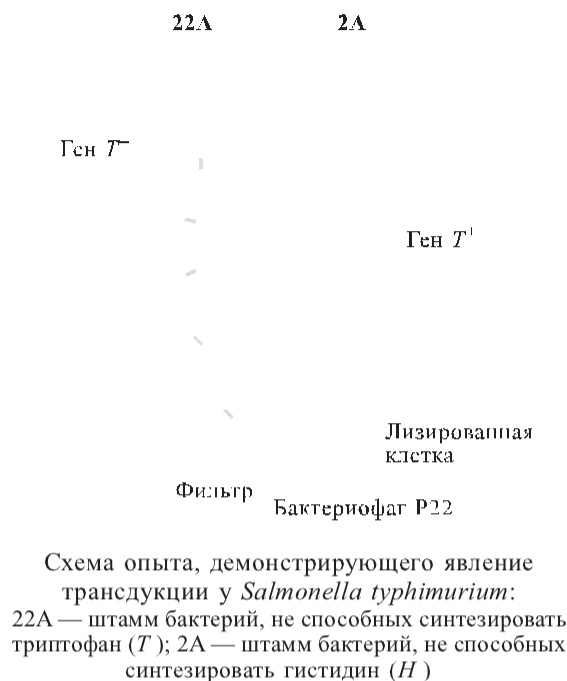 22А 2А
Ген T⁻
Ген T⁺
Лизированная
клетка
Фильтр
Бактериофаг Р22
Схема опыта, демонстрирующего явление
трансдукции у Salmonella typhimurium:
22А — штамм бактерий, не способных синтезировать
триптофан (T ); 2А — штамм бактерий, не способных
синтезировать гистидин (H )